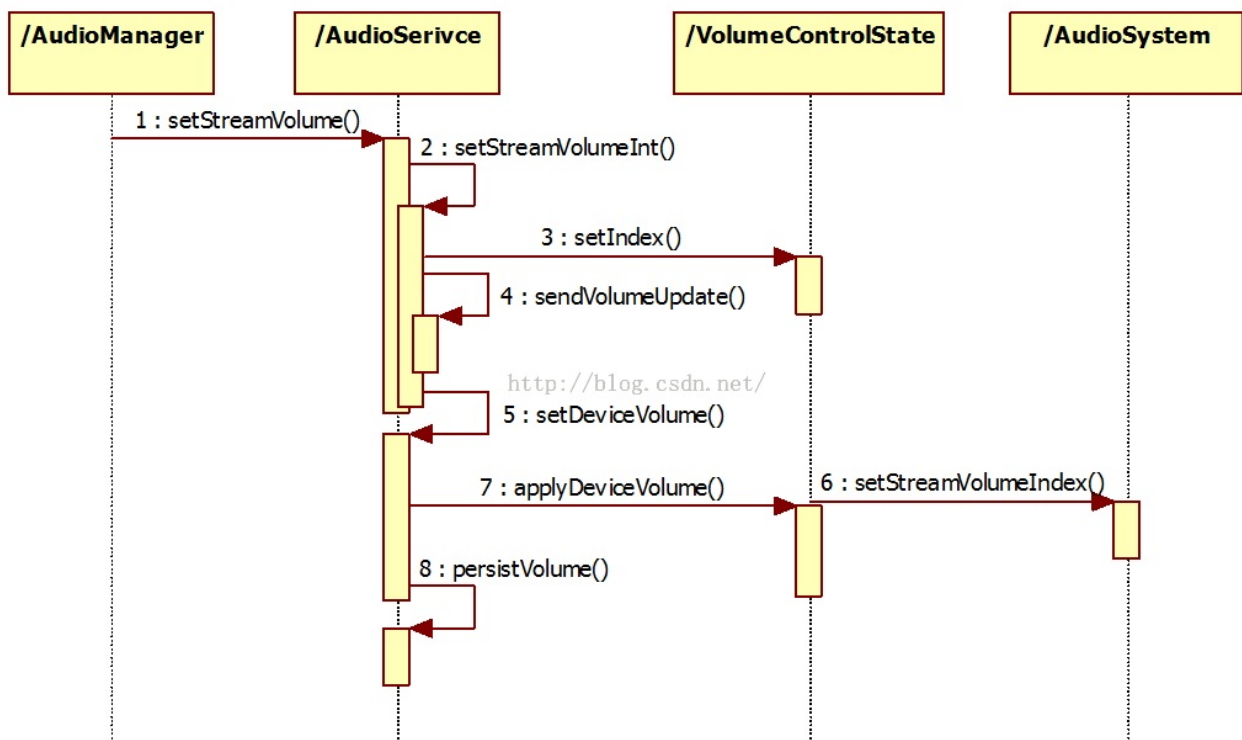 /AudioManager
/AudioSerivce
/VolumeControlState
/AudioSystem
1 : setStreamVolume()
2 : setStreamVolumeInt()
3 : setIndex()
4 : sendVolumeUpdate()
http://blog.csdn.net/
5 : setDeviceVolume()
7 : applyDeviceVolume()
6 : setStreamVolumeIndex()
8 : persistVolume()